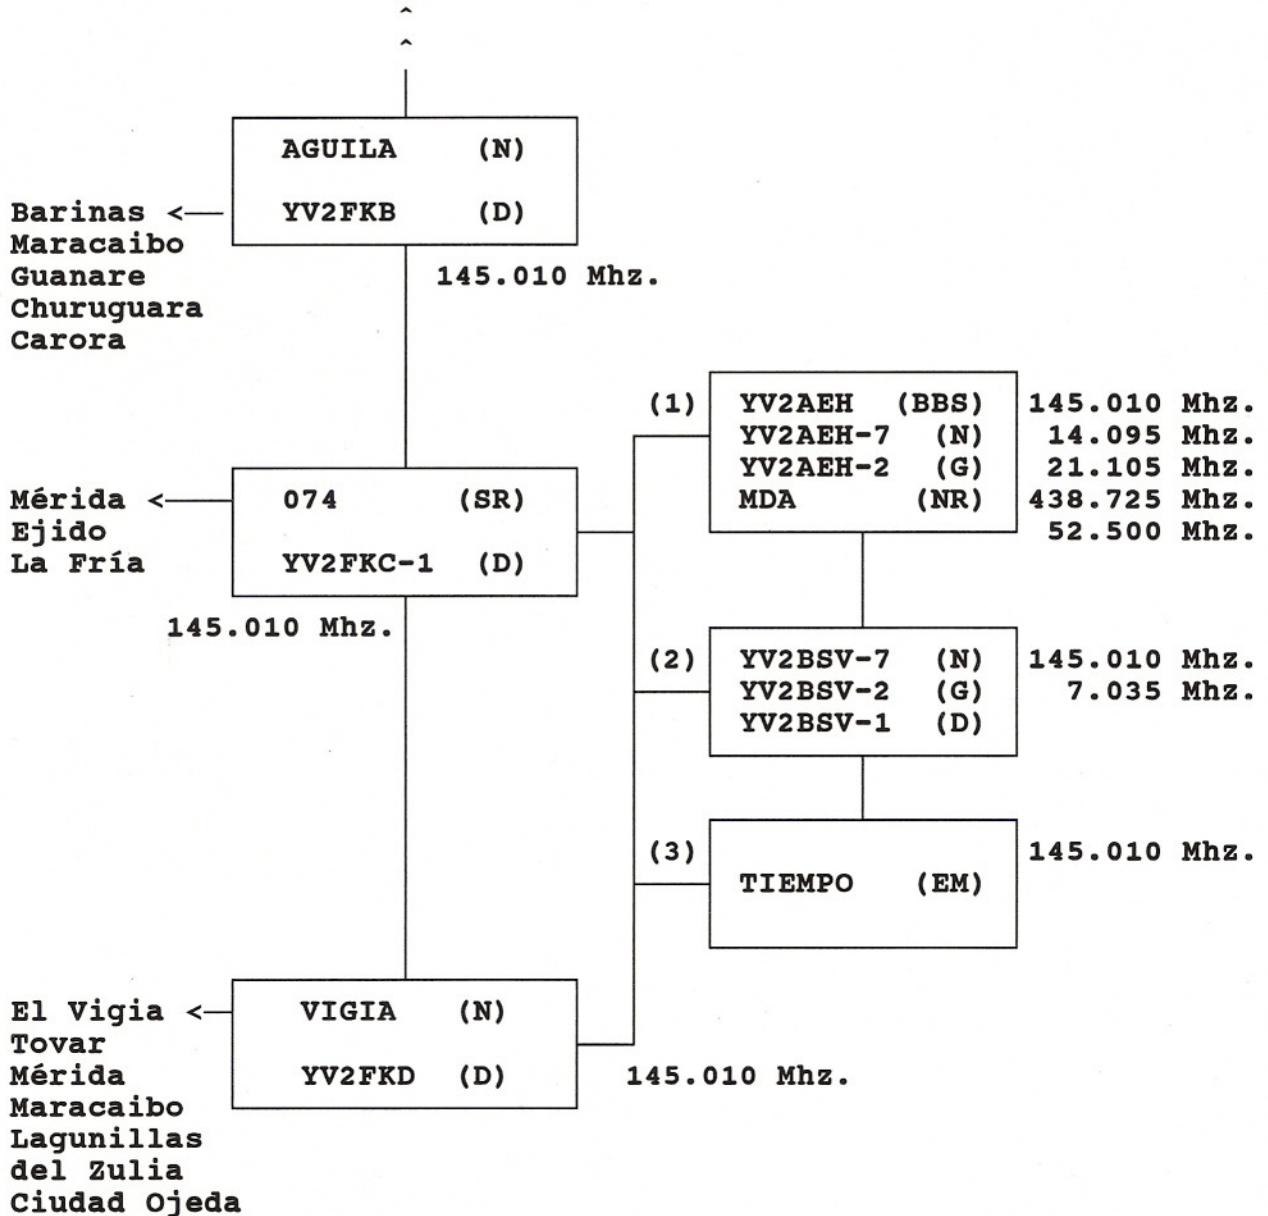 ^
^
AGUILA (N)
YV2FKB (D)
Barinas <
Maracaibo
Guanare
Churuguara
Carora
145.010 Mhz.
074 (SR)
YV2FKC-1 (D)
Mérida <
Ejido
La Fría
145.010 Mhz.
(1)
YV2AEH (BBS) 145.010 Mhz.
YV2AEH-7 (N) 14.095 Mhz.
YV2AEH-2 (G) 21.105 Mhz.
MDA (NR) 438.725 Mhz.
52.500 Mhz.
(2)
YV2BSV-7 (N) 145.010 Mhz.
YV2BSV-2 (G) 7.035 Mhz.
YV2BSV-1 (D)
(3)
145.010 Mhz.
TIEMPO (EM)
VIGIA (N)
YV2FKD (D)
El Vigia <
Tovar
Mérida
Maracaibo
Lagunillas
del Zulia
Ciudad Ojeda
145.010 Mhz.